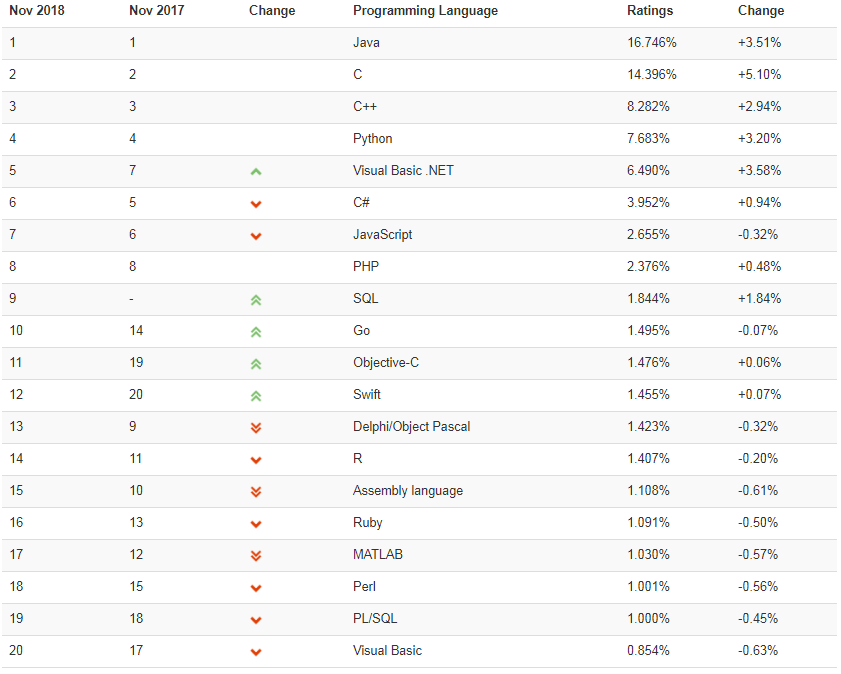 Nov 2018 Nov 2017 Change Programming Language Ratings Change
1 1 Java 16.746% +3.51%
2 2 C 14.396% +5.10%
3 3 C++ 8.282% +2.94%
4 4 Python 7.683% +3.20%
5 7 Visual Basic .NET 6.490% +3.58%
6 5 C# 3.952% +0.94%
7 6 JavaScript 2.655% -0.32%
8 8 PHP 2.376% +0.48%
9 - SQL 1.844% +1.84%
10 14 Go 1.495% -0.07%
11 19 Objective-C 1.476% +0.06%
12 20 Swift 1.455% +0.07%
13 9 Delphi/Object Pascal 1.423% -0.32%
14 11 R 1.407% -0.20%
15 10 Assembly language 1.108% -0.61%
16 13 Ruby 1.091% -0.50%
17 12 MATLAB 1.030% -0.57%
18 15 Perl 1.001% -0.56%
19 18 PL/SQL 1.000% -0.45%
20 17 Visual Basic 0.854% -0.63%